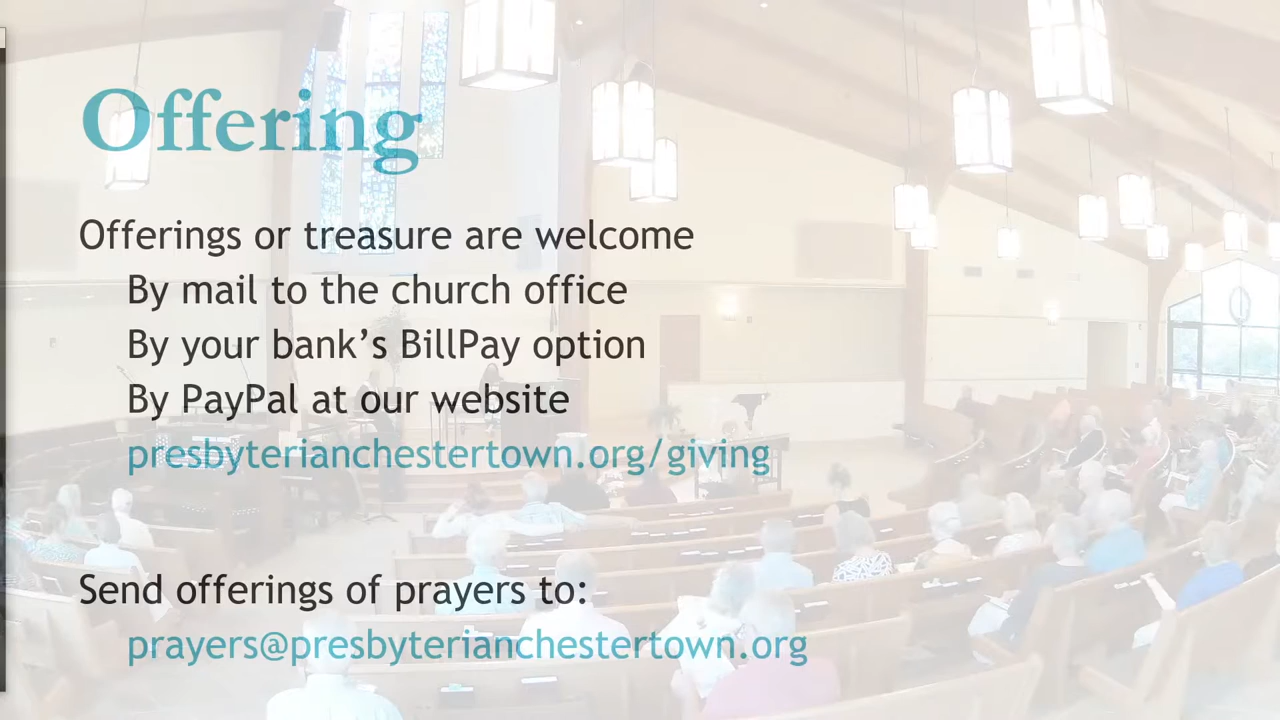 Offering
Offerings or treasure are welcome
By mail to the church office
By your bank’s BillPay option
By PayPal at our website
presbyterianchestertown.org/giving
Send offerings of prayers to:
prayers@presbyterianchestertown.org